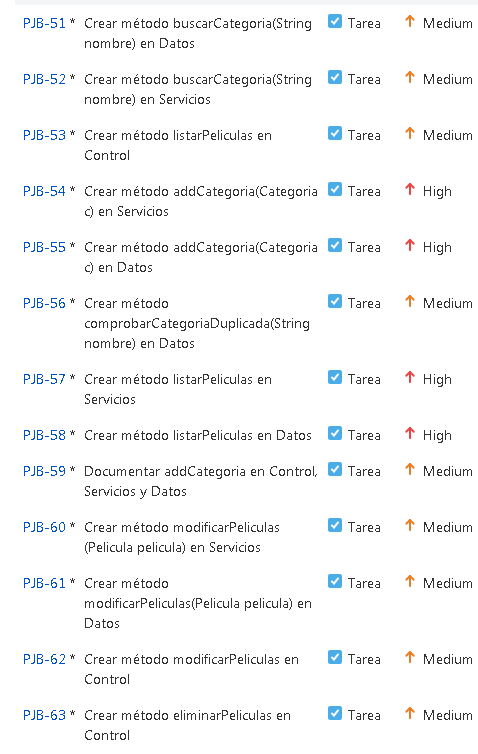 PJB-51 * Crear método buscarCategoria(String Tarea Medium
nombre) en Datos
PJB-52 * Crear método buscarCategoria(String Tarea Medium
nombre) en Servicios
PJB-53 * Crear método listarPeliculas en Tarea Medium
Control
PJB-54 * Crear método addCategoria(Categoria Tarea High
c) en Servicios
PJB-55 * Crear método addCategoria(Categoria Tarea High
c) en Datos
PJB-56 * Crear método Tarea Medium
comprobarCategoriaDuplicada(String
nombre) en Datos
PJB-57 * Crear método listarPeliculas en Tarea High
Servicios
PJB-58 * Crear método listarPeliculas en Datos Tarea High
PJB-59 * Documentar addCategoria en Control, Tarea Medium
Servicios y Datos
PJB-60 * Crear método modificarPeliculas Tarea Medium
(Pelicula pelicula) en Servicios
PJB-61 * Crear método Tarea Medium
modificarPeliculas(Pelicula pelicula) en
Datos
PJB-62 * Crear método modificarPeliculas en Tarea Medium
Control
PJB-63 * Crear método eliminarPeliculas en Tarea Medium
Control